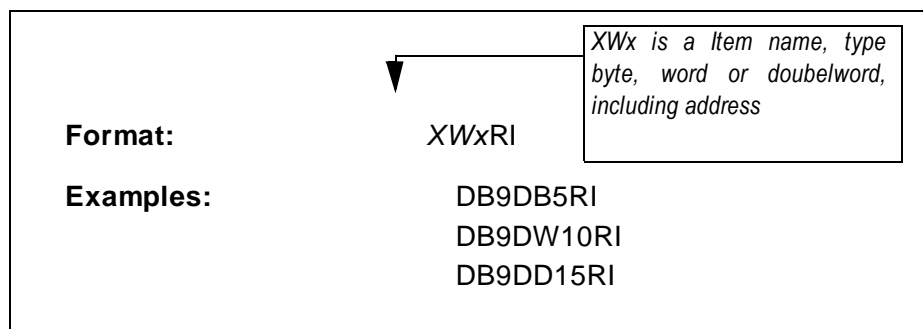 XWx is a Item name, type
byte, word or doubelword,
including address
Format: XWxRI
Examples: DB9DB5RI
DB9DW10RI
DB9DD15RI